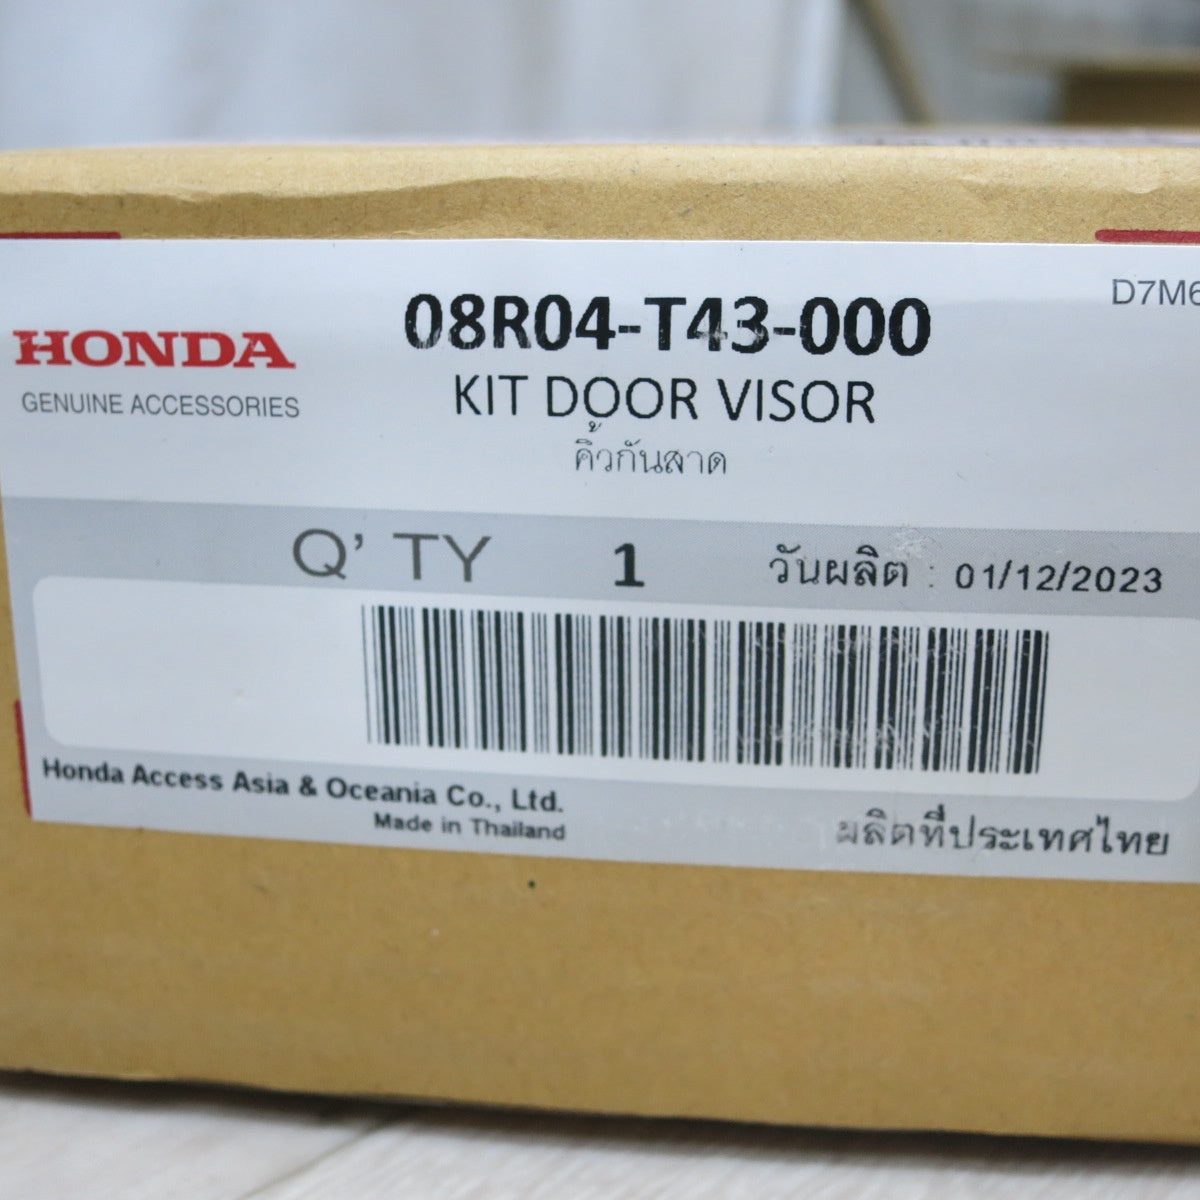 08R04-T43-000
D7M6
HONDA
GENUINE ACCESSORIES
KIT DOOR VISOR
คิ้วกันสาด
Q' TY 1 วันผลิต : 01/12/2023
Honda Access Asia & Oceania Co., Ltd.
Made in Thailand
ผลิตที่ประเทศไทย